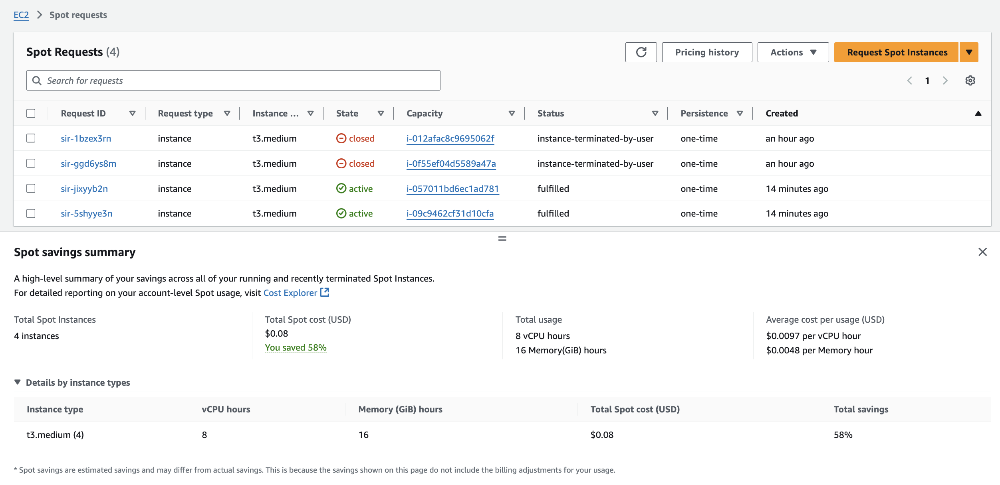 EC2 > Spot requests
Spot Requests (4)
Pricing history
Actions
Request Spot Instances
Search for requests
1
Request ID Request type Instance ... State Capacity Status Persistence Created
sir-1bzex3rn instance t3.medium closed i-012afac8c9695062f instance-terminated-by-user one-time an hour ago
sir-ggd6ys8m instance t3.medium closed i-0f55ef04d5589a47a instance-terminated-by-user one-time an hour ago
sir-jixyyb2n instance t3.medium active i-057011bd6ec1ad781 fulfilled one-time 14 minutes ago
sir-5shyye3n instance t3.medium active i-09c9462cf31d10cfa fulfilled one-time 14 minutes ago
Spot savings summary
A high-level summary of your savings across all of your running and recently terminated Spot Instances.
For detailed reporting on your account-level Spot usage, visit Cost Explorer
Total Spot Instances
4 instances
Total Spot cost (USD)
$0.08
You saved 58%
Total usage
8 vCPU hours
16 Memory(GiB) hours
Average cost per usage (USD)
$0.0097 per vCPU hour
$0.0048 per Memory hour
Details by instance types
Instance type vCPU hours Memory (GiB) hours Total Spot cost (USD) Total savings
t3.medium (4) 8 16 $0.08 58%
* Spot savings are estimated savings and may differ from actual savings. This is because the savings shown on this page do not include the billing adjustments for your usage.